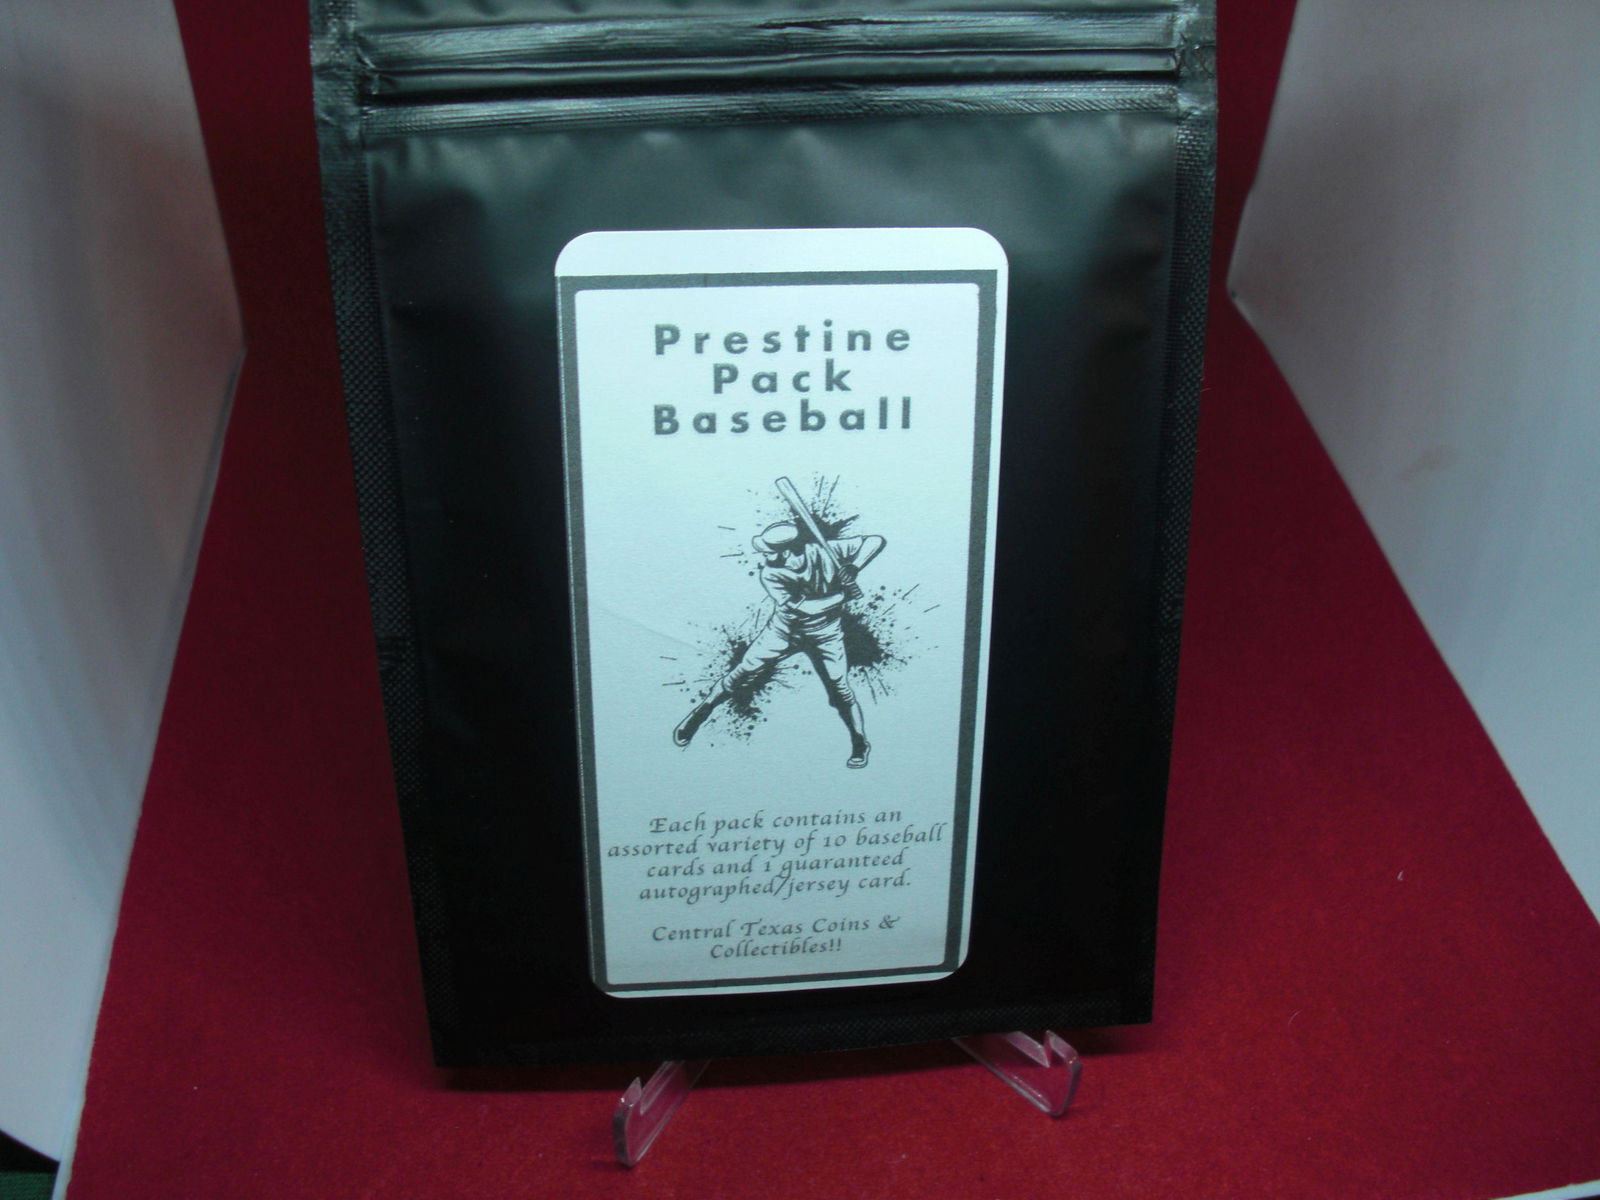 Prestine
Pack
Baseball
Each pack contains an
assorted variety of 10 baseball
cards and 1 guaranteed
autographed/jersey card.
Central Texas Coins &
Collectibles!!